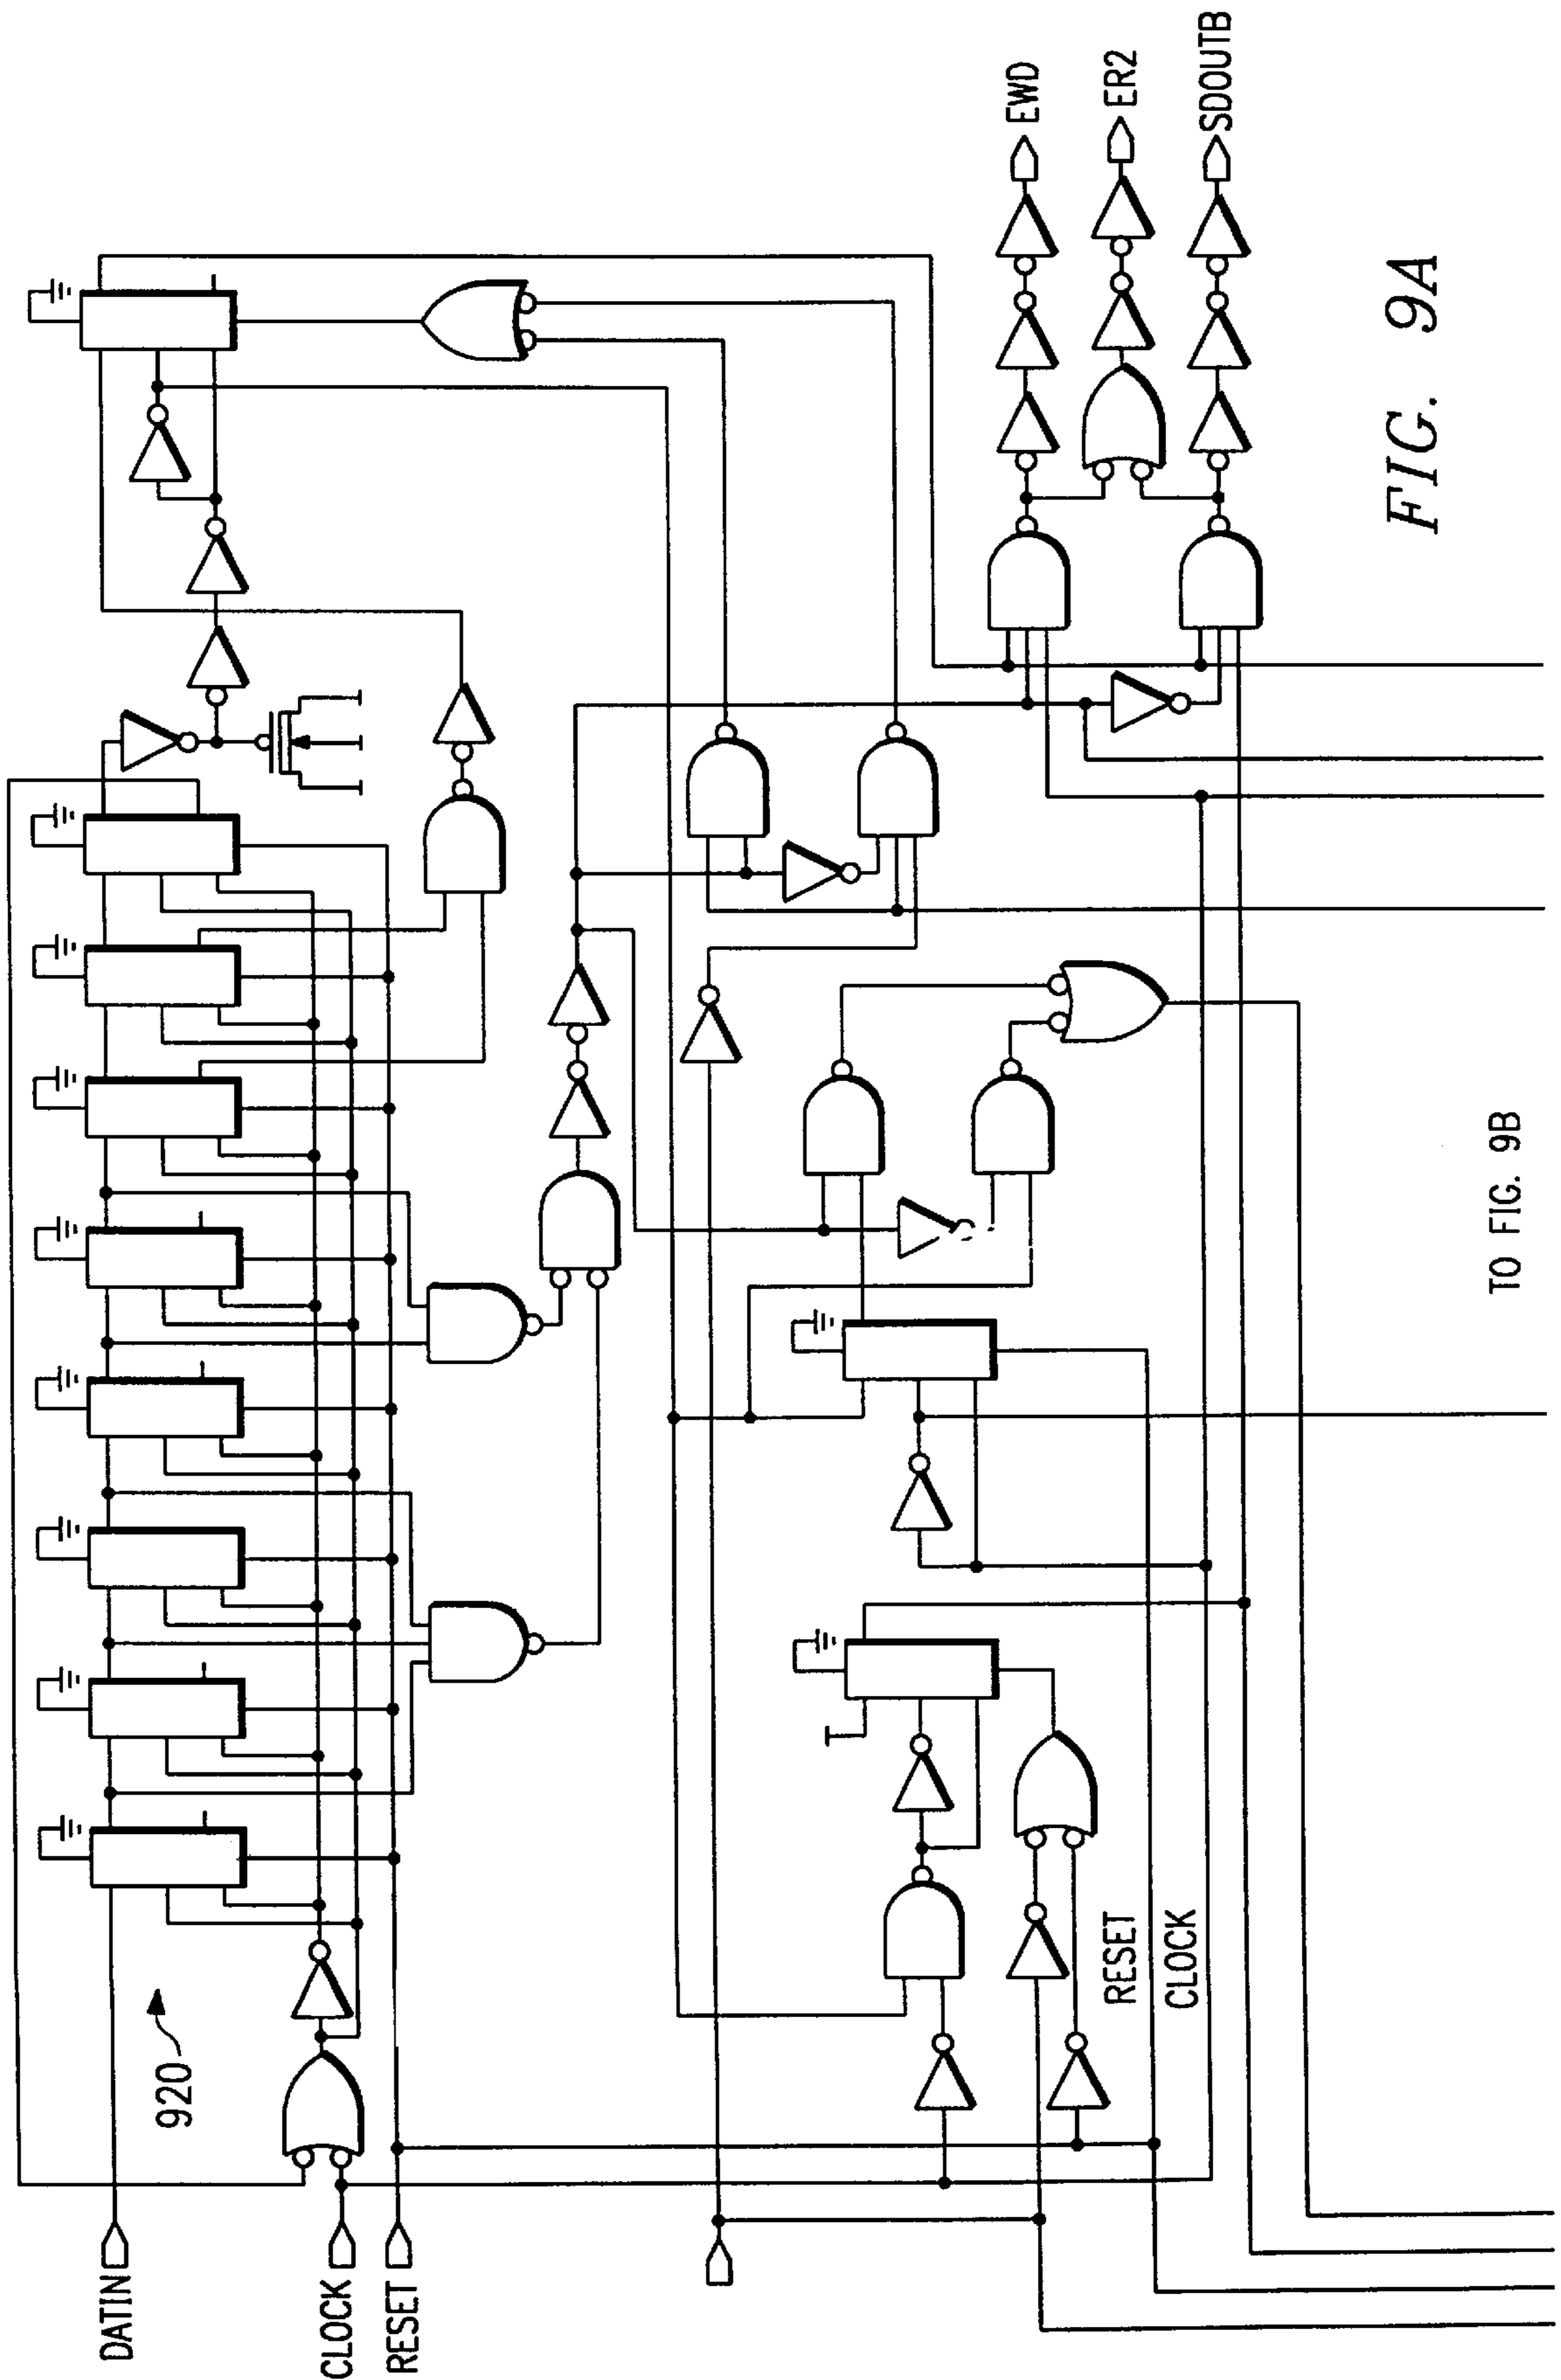 920
DATIN
CLOCK
RESET
RESET
CLOCK
EWD
ER2
SDOUTB
TO FIG. 9B
FIG. 9A